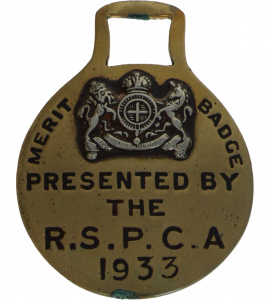 MERIT BADGE
PRESENTED BY
THE
R.S.P.C.A
1933